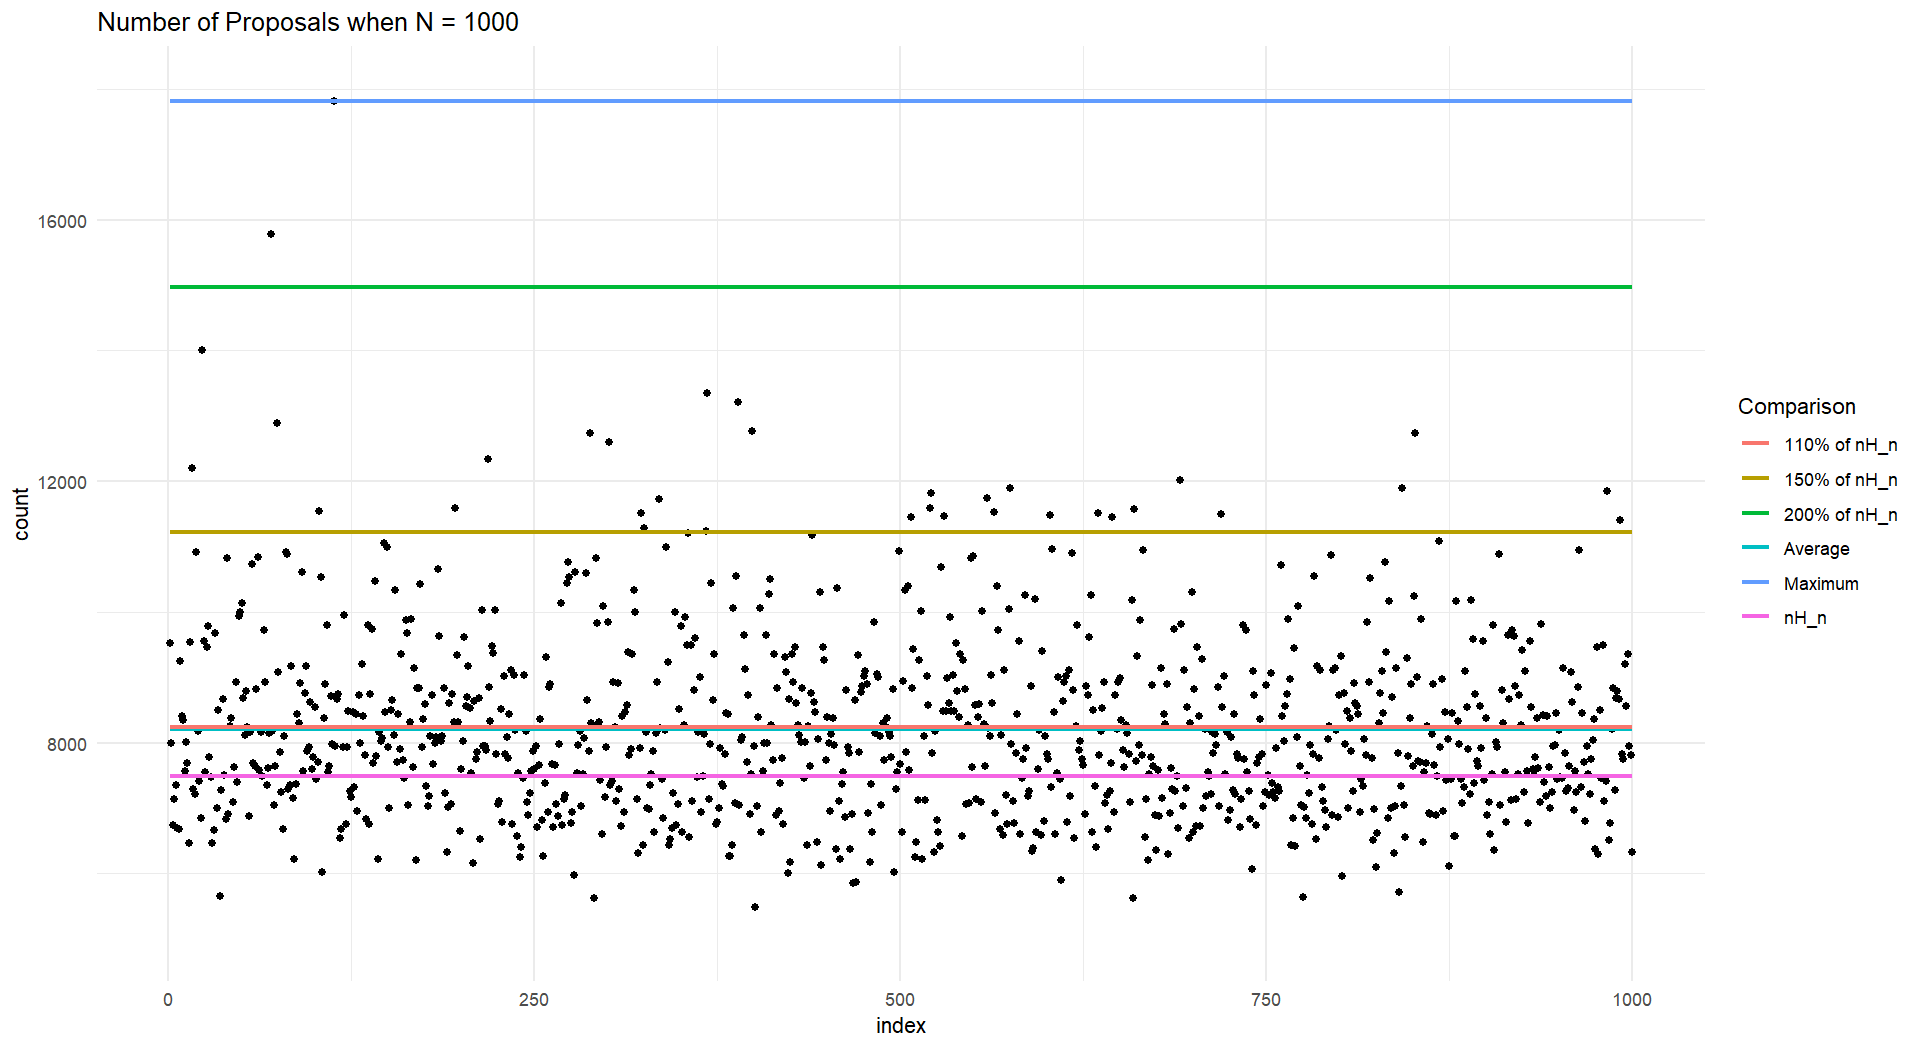 Number of Proposals when N = 1000
16000
12000
8000
count
0
250
500
750
1000
index
Comparison
110% of nH_n
150% of nH_n
200% of nH_n
Average
Maximum
nH_n